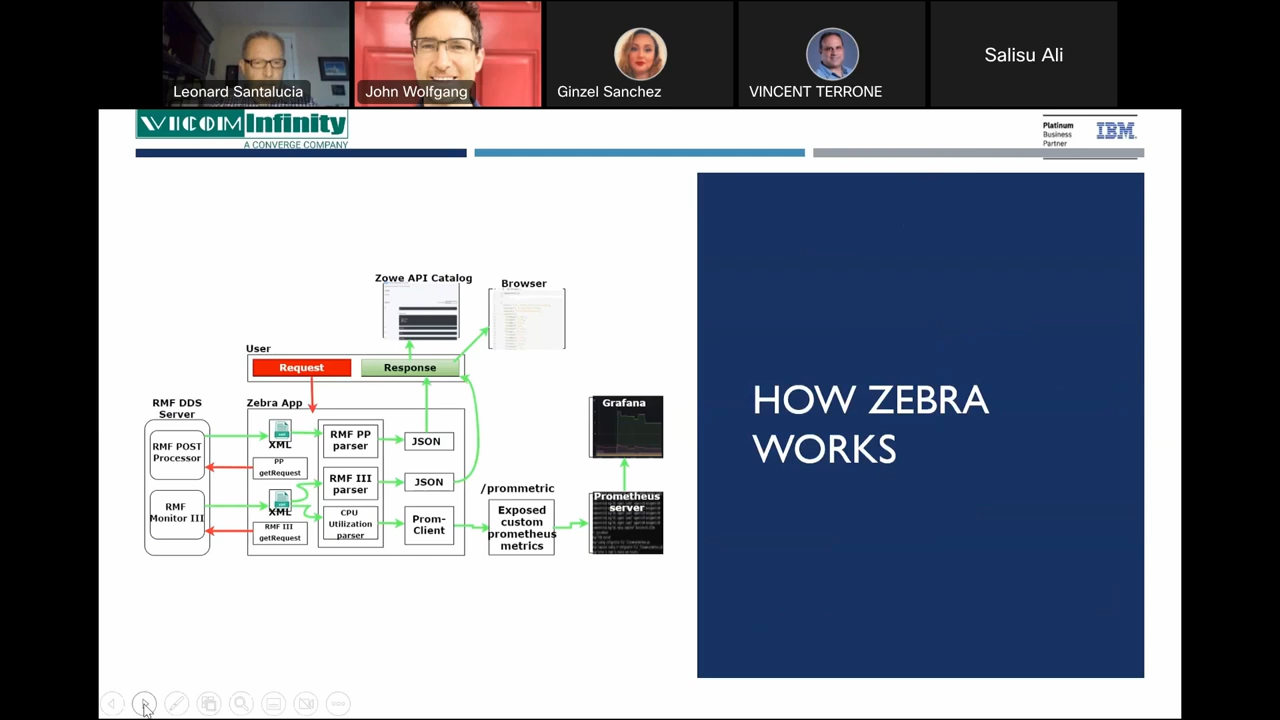 Leonard Santalucia
John Wolfgang
Ginzel Sanchez
VINCENT TERRONE
Salisu Ali
VICOM Infinity
A CONVERGE COMPANY
Platinum
Business
Partner
IBM
Zowe API Catalog
Browser
User
Request
Response
RMF DDS
Server
Zebra App
Grafana
RMF POST
Processor
XML
RMF PP
parser
JSON
PP
getRequest
RMF III
parser
JSON
/prommetric
RMF
Monitor III
XML
CPU
Utilization
parser
Prom-
Client
Exposed
custom
prometheus
metrics
Prometheus
server
RMF III
getRequest
HOW ZEBRA
WORKS